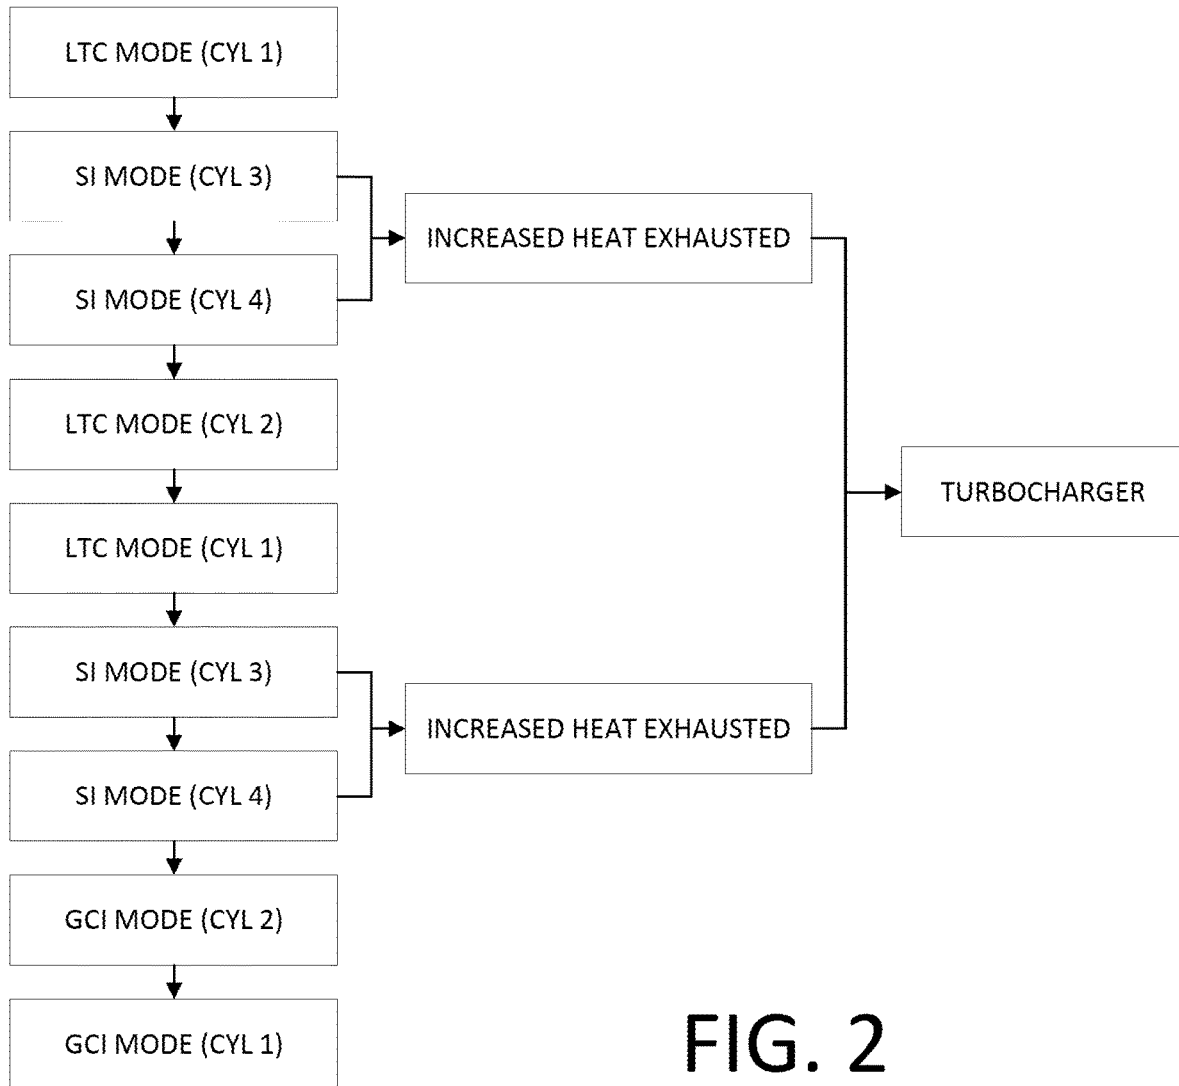 LTC MODE (CYL 1)
SI MODE (CYL 3)
INCREASED HEAT EXHAUSTED
SI MODE (CYL 4)
LTC MODE (CYL 2)
TURBOCHARGER
LTC MODE (CYL 1)
SI MODE (CYL 3)
INCREASED HEAT EXHAUSTED
SI MODE (CYL 4)
GCI MODE (CYL 2)
GCI MODE (CYL 1)
FIG. 2